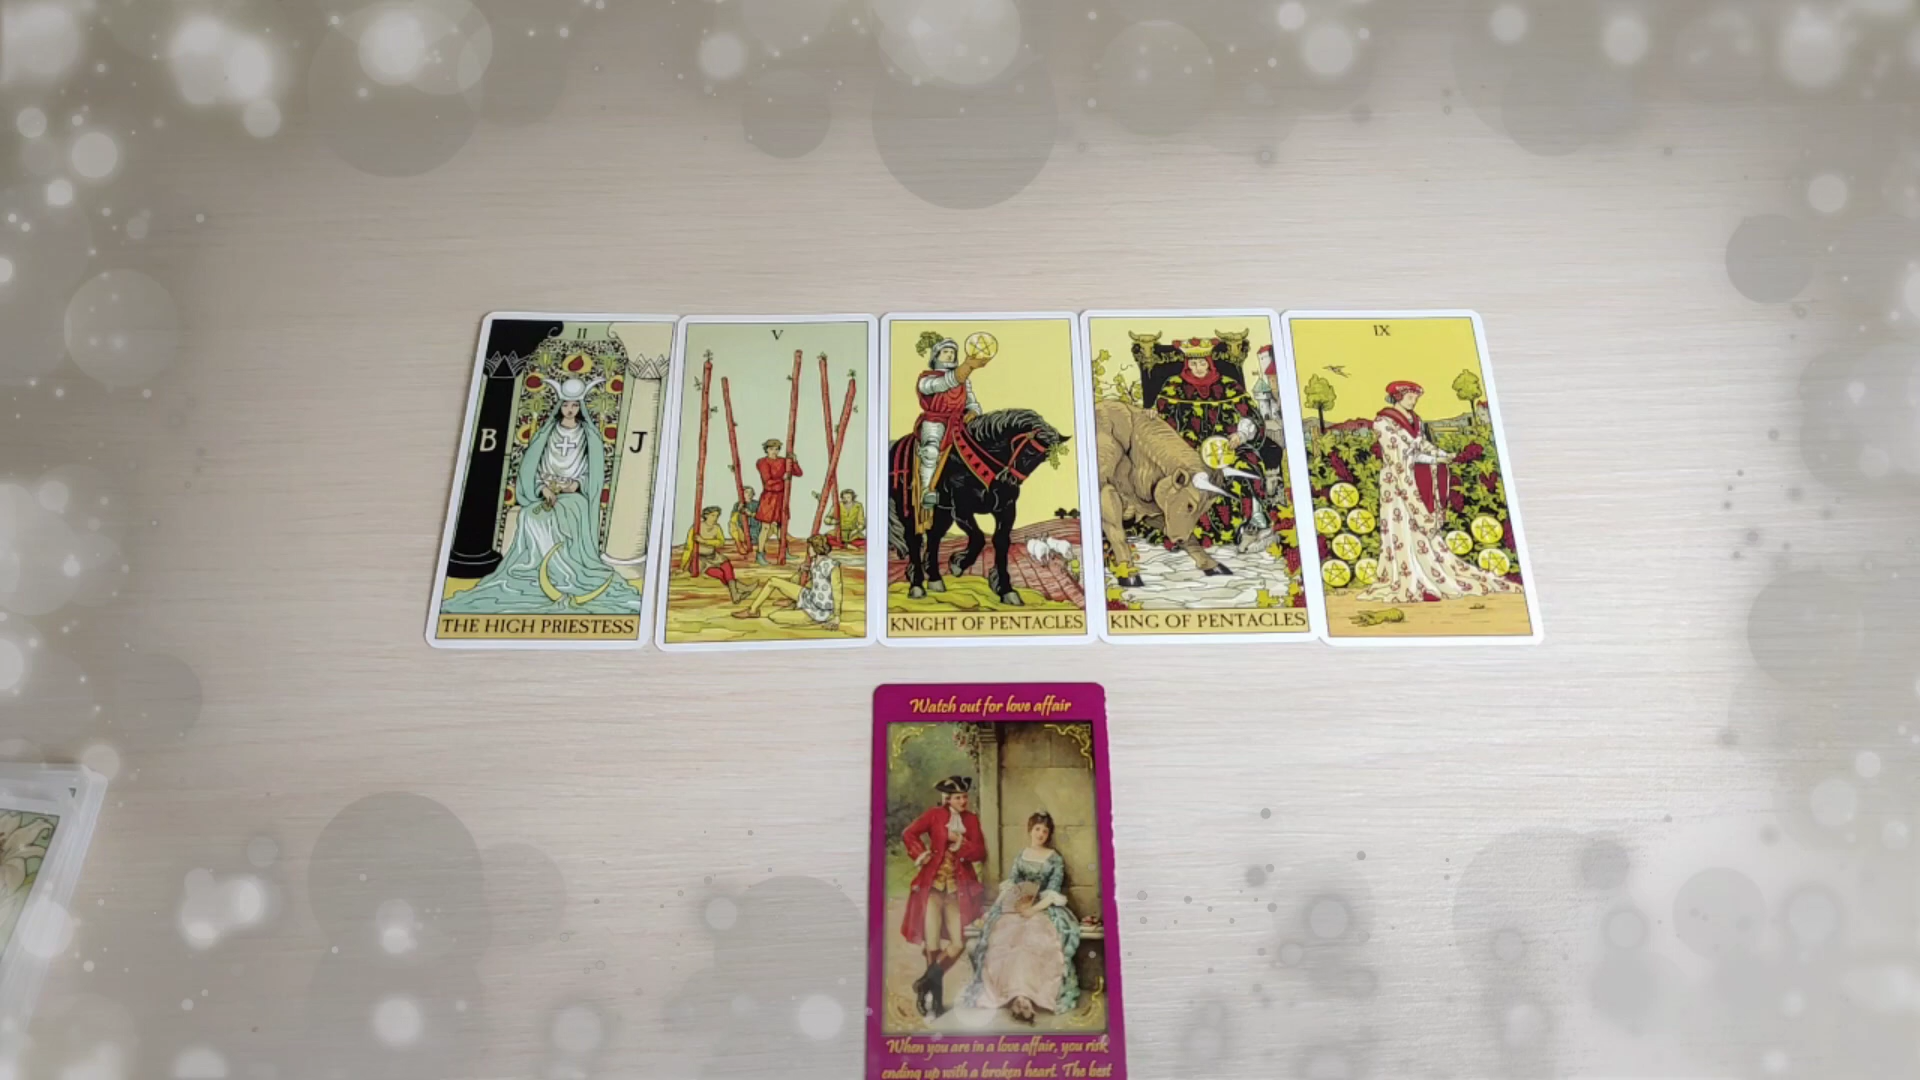 II
B
J
THE HIGH PRIESTESS
V
KNIGHT OF PENTACLES
KING OF PENTACLES
IX
Watch out for love affair
When you are in a love affair, you risk
ending up with a broken heart. The best